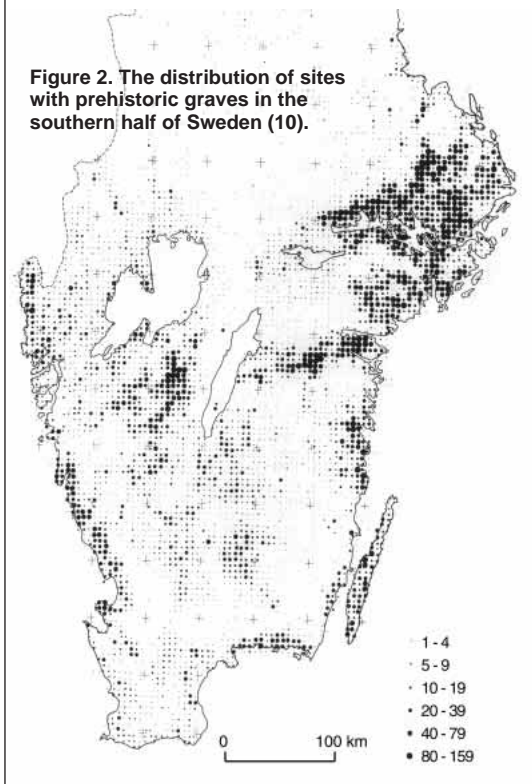 Figure 2. The distribution of sites
with prehistoric graves in the
southern half of Sweden (10).
1 - 4
5 - 9
10 - 19
20 - 39
40 - 79
80 - 159
0 100 km